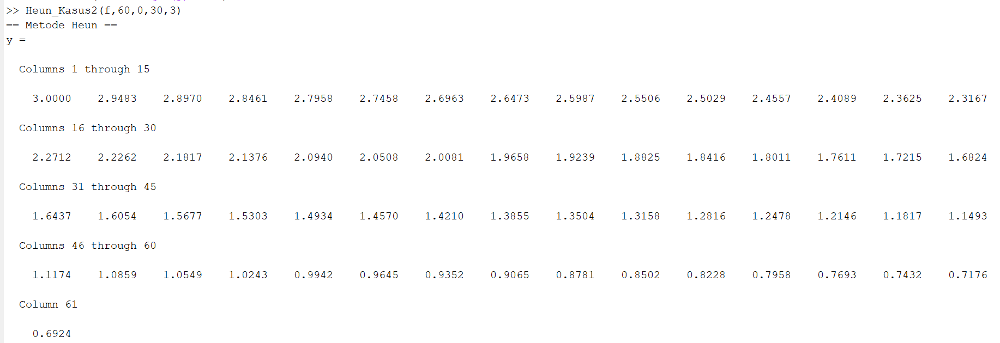 >> Heun_Kasus2(f,60,0,30,3)
== Metode Heun ==
y =
Columns 1 through 15
3.0000 2.9483 2.8970 2.8461 2.7958 2.7458 2.6963 2.6473 2.5987 2.5506 2.5029 2.4557 2.4089 2.3625 2.3167
Columns 16 through 30
2.2712 2.2262 2.1817 2.1376 2.0940 2.0508 2.0081 1.9658 1.9239 1.8825 1.8416 1.8011 1.7611 1.7215 1.6824
Columns 31 through 45
1.6437 1.6054 1.5677 1.5303 1.4934 1.4570 1.4210 1.3855 1.3504 1.3158 1.2816 1.2478 1.2146 1.1817 1.1493
Columns 46 through 60
1.1174 1.0859 1.0549 1.0243 0.9942 0.9645 0.9352 0.9065 0.8781 0.8502 0.8228 0.7958 0.7693 0.7432 0.7176
Column 61
0.6924